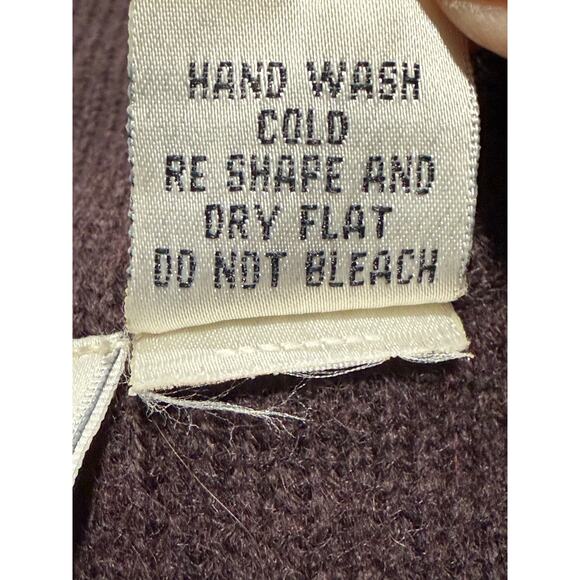 HAND WASH
COLD
RE SHAPE AND
DRY FLAT
DO NOT BLEACH